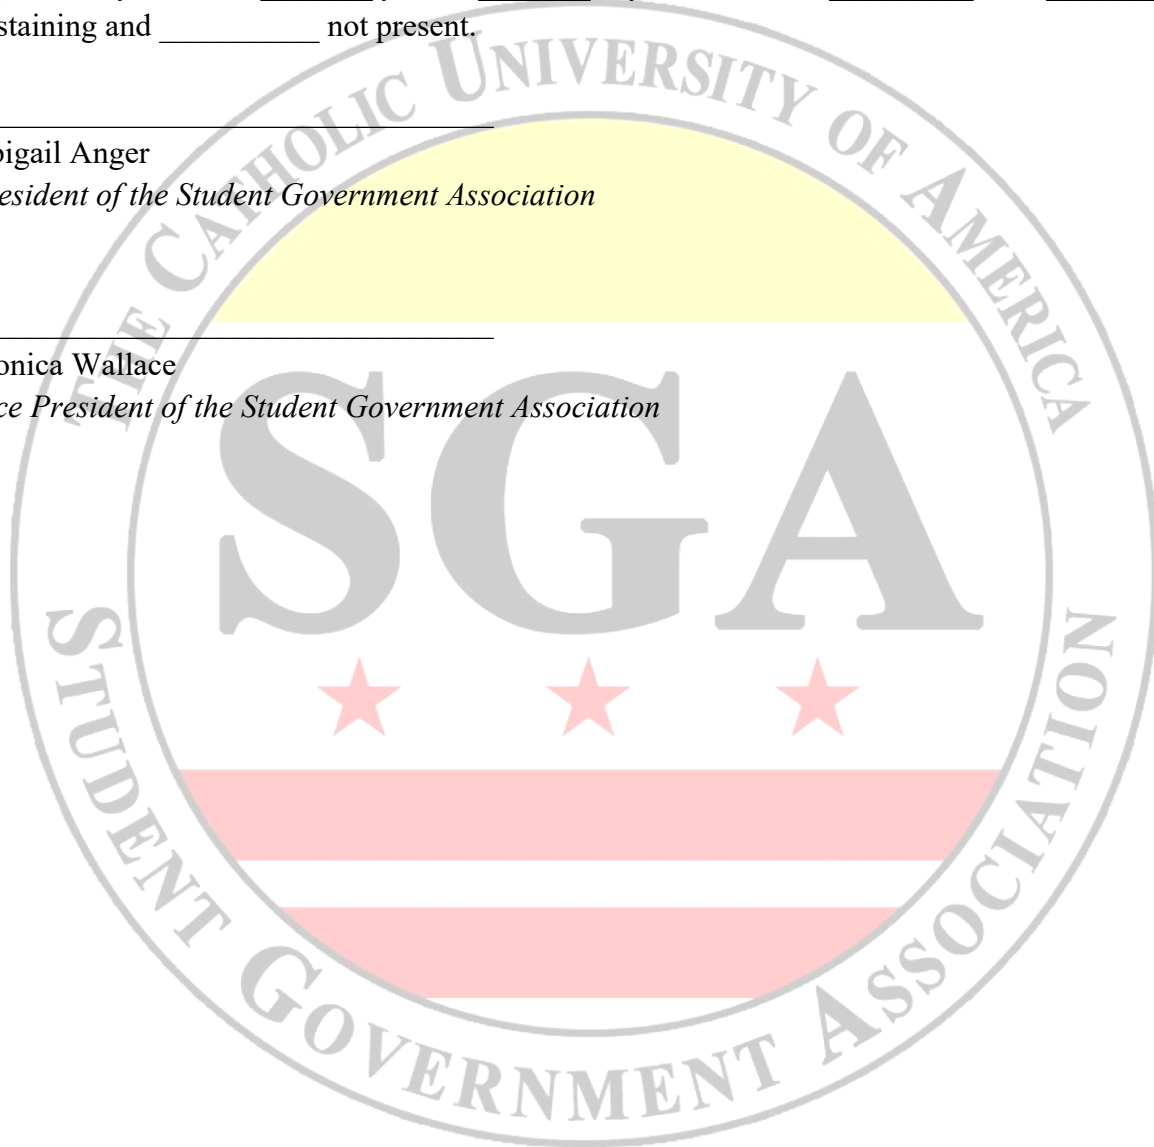 staining and __________ not present.
bigail Anger
esident of the Student Government Association
onica Wallace
ce President of the Student Government Association
THE CATHOLIC UNIVERSITY OF AMERICA
SGA
STUDENT GOVERNMENT ASSOCIATION